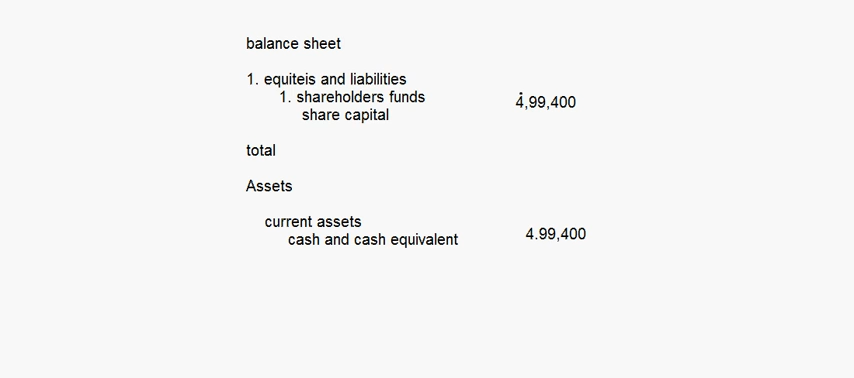 balance sheet
1. equiteis and liabilities
1. shareholders funds
4,99,400
share capital
total
Assets
current assets
cash and cash equivalent
4.99,400